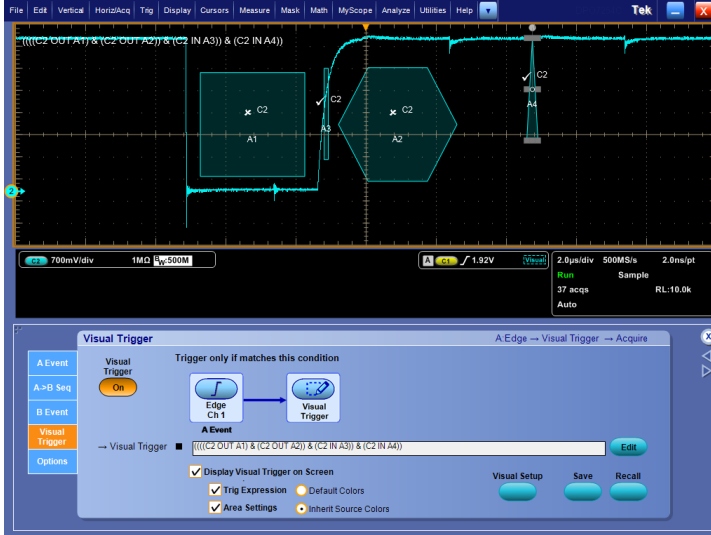 File Edit Vertical Horiz/Acq Trig Display Cursors Measure Mask Math MyScope Analyze Utilities Help Tek X
((((C2 OUT A1) & (C2 OUT A2)) & (C2 IN A3)) & (C2 IN A4))
C2
C2
C2
C2
A1
A3
A2
A4
2
C2 700mV/div 1MΩ BW:500M
A C1 1.92V Visual
2.0µs/div 500MS/s 2.0ns/pt
Run Sample
37 acqs RL:10.0k
Auto
Visual Trigger A:Edge → Visual Trigger → Acquire X
A Event
A->B Seq
B Event
Visual
Trigger
Options
Visual
Trigger
On
Trigger only if matches this condition
Edge
Ch 1
A Event
Visual
Trigger
→ Visual Trigger ((((C2 OUT A1) & (C2 OUT A2)) & (C2 IN A3)) & (C2 IN A4)) Edit
Display Visual Trigger on Screen
Trig Expression Default Colors
Area Settings Inherit Source Colors
Visual Setup Save Recall